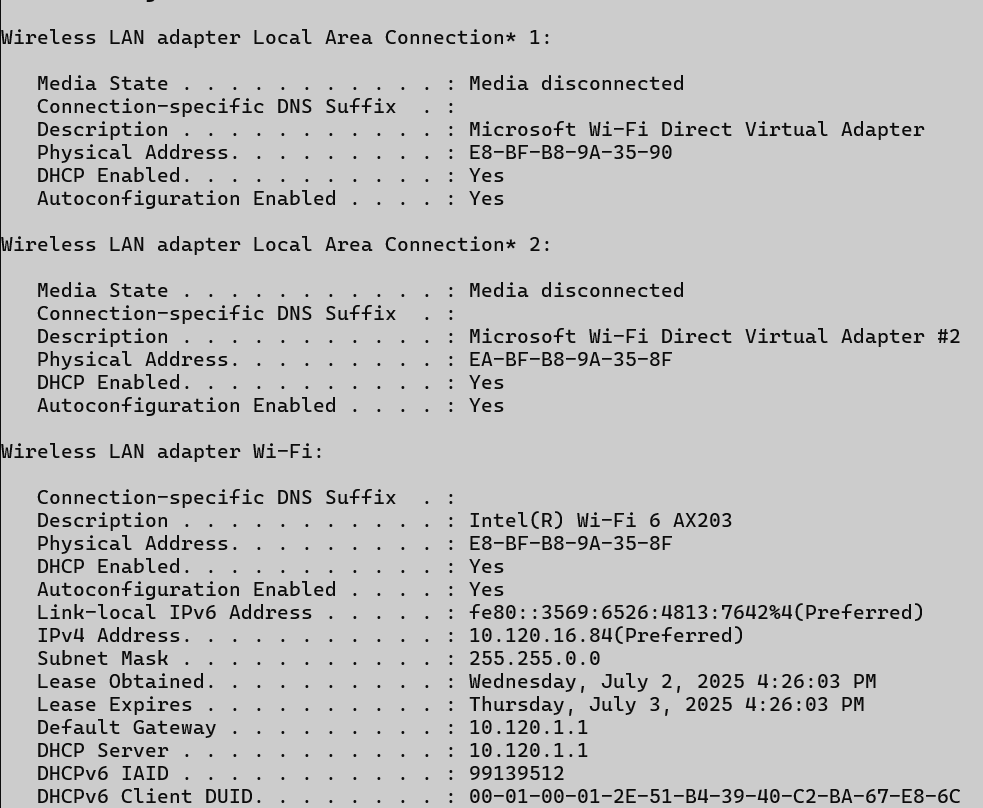 Wireless LAN adapter Local Area Connection* 1:
Media State . . . . . . . . . . . : Media disconnected
Connection-specific DNS Suffix  . :
Description . . . . . . . . . . . : Microsoft Wi-Fi Direct Virtual Adapter
Physical Address. . . . . . . . . : E8-BF-B8-9A-35-90
DHCP Enabled. . . . . . . . . . . : Yes
Autoconfiguration Enabled . . . . : Yes
Wireless LAN adapter Local Area Connection* 2:
Media State . . . . . . . . . . . : Media disconnected
Connection-specific DNS Suffix  . :
Description . . . . . . . . . . . : Microsoft Wi-Fi Direct Virtual Adapter #2
Physical Address. . . . . . . . . : EA-BF-B8-9A-35-8F
DHCP Enabled. . . . . . . . . . . : Yes
Autoconfiguration Enabled . . . . : Yes
Wireless LAN adapter Wi-Fi:
Connection-specific DNS Suffix  . :
Description . . . . . . . . . . . : Intel(R) Wi-Fi 6 AX203
Physical Address. . . . . . . . . : E8-BF-B8-9A-35-8F
DHCP Enabled. . . . . . . . . . . : Yes
Autoconfiguration Enabled . . . . : Yes
Link-local IPv6 Address . . . . . : fe80::3569:6526:4813:7642%4(Preferred)
IPv4 Address. . . . . . . . . . . : 10.120.16.84(Preferred)
Subnet Mask . . . . . . . . . . . : 255.255.0.0
Lease Obtained. . . . . . . . . . : Wednesday, July 2, 2025 4:26:03 PM
Lease Expires . . . . . . . . . . : Thursday, July 3, 2025 4:26:03 PM
Default Gateway . . . . . . . . . : 10.120.1.1
DHCP Server . . . . . . . . . . . : 10.120.1.1
DHCPv6 IAID . . . . . . . . . . . : 99139512
DHCPv6 Client DUID. . . . . . . . : 00-01-00-01-2E-51-B4-39-40-C2-BA-67-E8-6C